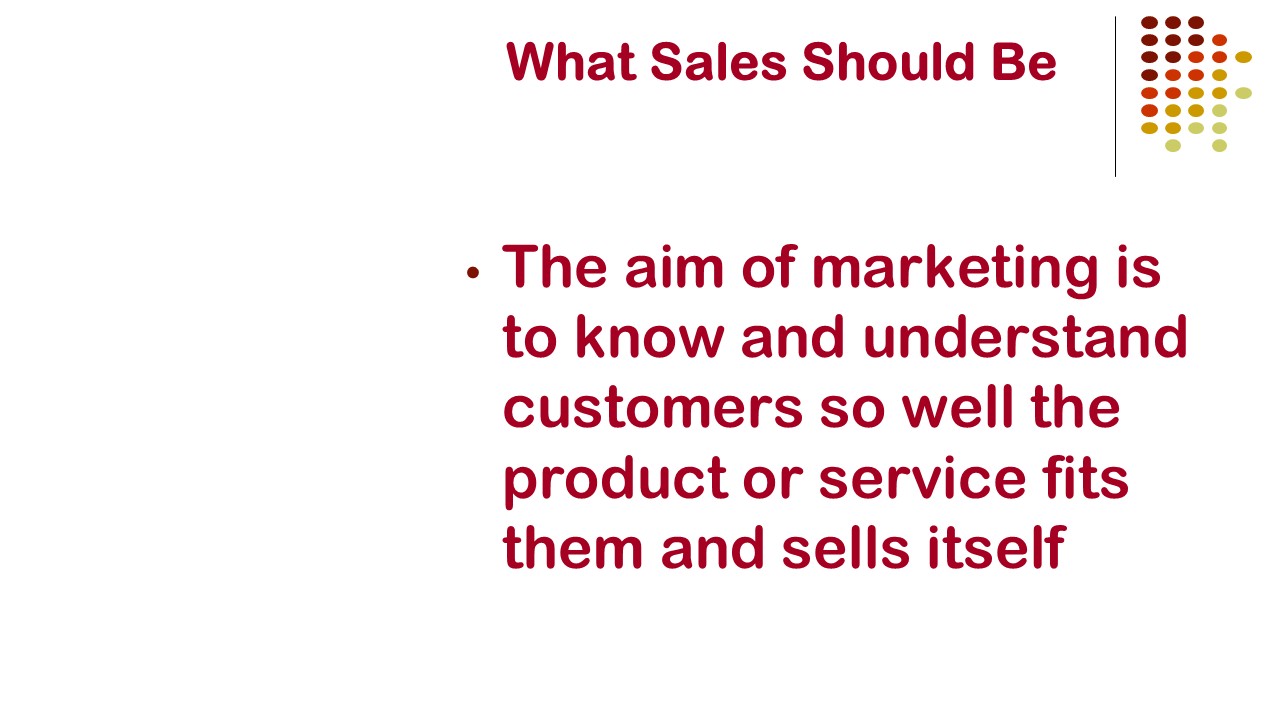 What Sales Should Be
• The aim of marketing is
to know and understand
customers so well the
product or service fits
them and sells itself